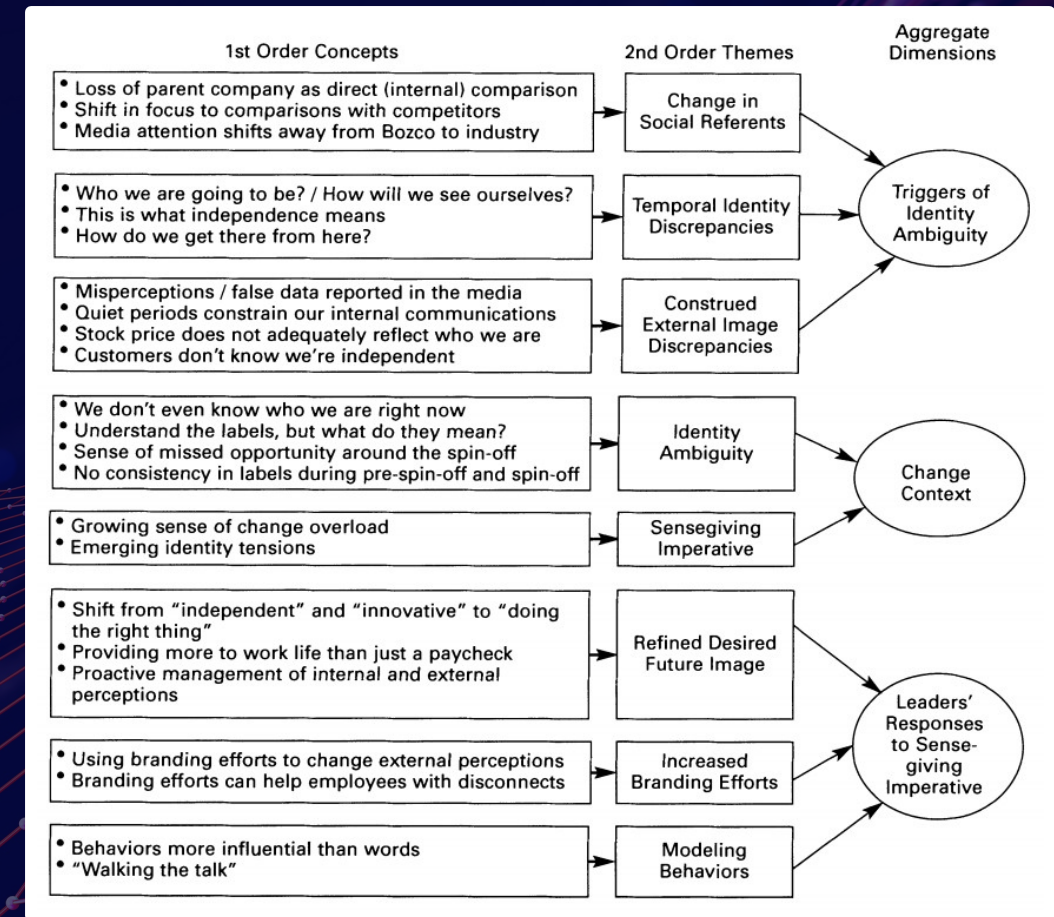 1st Order Concepts
2nd Order Themes
Aggregate
Dimensions
• Loss of parent company as direct (internal) comparison
• Shift in focus to comparisons with competitors
• Media attention shifts away from Bozco to industry
Change in
Social Referents
• Who we are going to be? / How will we see ourselves?
• This is what independence means
• How do we get there from here?
Temporal Identity
Discrepancies
Triggers of
Identity
Ambiguity
• Misperceptions / false data reported in the media
• Quiet periods constrain our internal communications
• Stock price does not adequately reflect who we are
• Customers don't know we're independent
Construed
External Image
Discrepancies
• We don't even know who we are right now
• Understand the labels, but what do they mean?
• Sense of missed opportunity around the spin-off
• No consistency in labels during pre-spin-off and spin-off
Identity
Ambiguity
Change
Context
• Growing sense of change overload
• Emerging identity tensions
Sensegiving
Imperative
• Shift from "independent" and "innovative" to "doing
the right thing"
• Providing more to work life than just a paycheck
• Proactive management of internal and external
perceptions
Refined Desired
Future Image
Leaders'
Responses
to Sense-
giving
Imperative
• Using branding efforts to change external perceptions
• Branding efforts can help employees with disconnects
Increased
Branding Efforts
• Behaviors more influential than words
• "Walking the talk"
Modeling
Behaviors